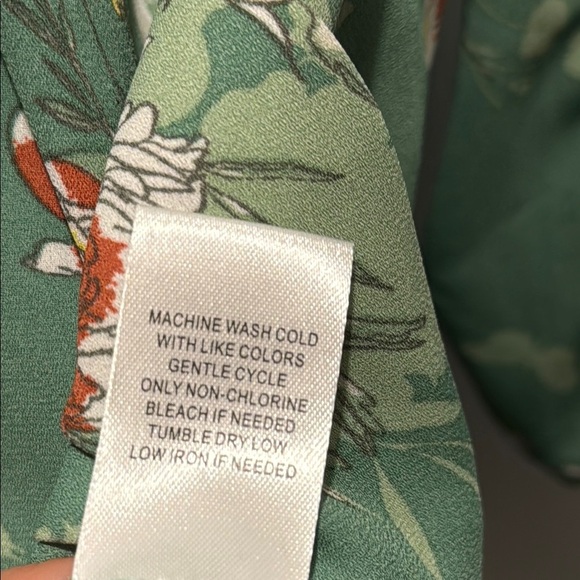 MACHINE WASH COLD
WITH LIKE COLORS
GENTLE CYCLE
ONLY NON-CHLORINE
BLEACH IF NEEDED
TUMBLE DRY LOW
LOW IRON IF NEEDED